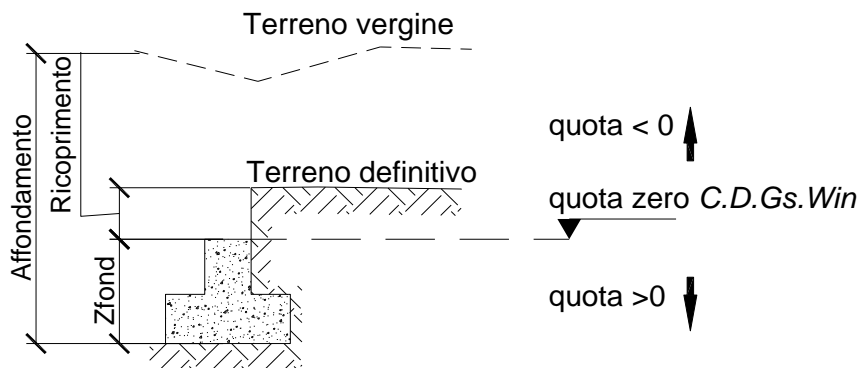 Terreno vergine
Affondamento
Ricoprimento
quota < 0
Terreno definitivo
quota zero C.D.Gs.Win
Zfond
quota >0